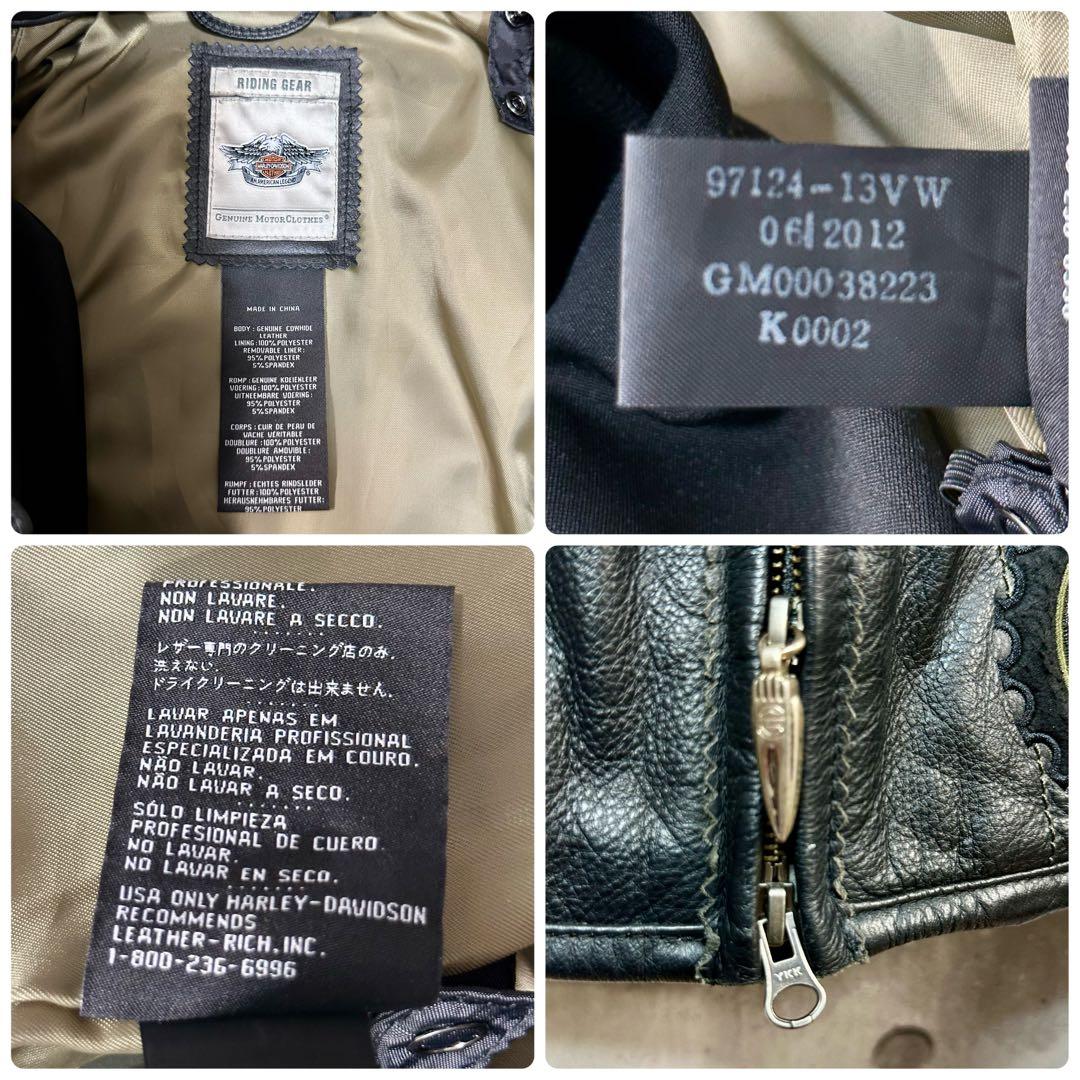 RIDING GEAR
MOTOR
HARLEY-DAVIDSON
CLOTHES
AN AMERICAN LEGEND
GENUINE MOTORCLOTHES®
MADE IN CHINA
BODY : GENUINE COWHIDE
LEATHER
LINING : 100% POLYESTER
REMOVABLE LINER :
95% POLYESTER
5% SPANDEX
ROMP : GENUINE KOEIENLEER
VOERING : 100% POLYESTER
UITNEEMBARE VOERING :
95% POLYESTER
5% SPANDEX
CORPS : CUIR DE PEAU DE
VACHE VÉRITABLE
DOUBLURE : 100% POLYESTER
DOUBLURE AMOVIBLE :
95% POLYESTER
5% SPANDEX
RUMPF : ECHTES RINDSLEDER
FUTTER : 100% POLYESTER
HERAUSNEHMBARES FUTTER :
95% POLYESTER
97124-13VW
06/2012
GM00038223
K0002
PROFESSIONALE.
NON LAVARE.
NON LAVARE A SECCO.
レザー専門のクリーニング店のみ.
洗えない.
ドライクリーニングは出来ません.
LAVAR APENAS EM
LAVANDERIA PROFISSIONAL
ESPECIALIZADA EM COURO.
NÃO LAVAR.
NÃO LAVAR A SECO.
SÓLO LIMPIEZA
PROFESIONAL DE CUERO.
NO LAVAR.
NO LAVAR EN SECO.
USA ONLY HARLEY-DAVIDSON
RECOMMENDS
LEATHER-RICH, INC.
1-800-236-6996
YKK